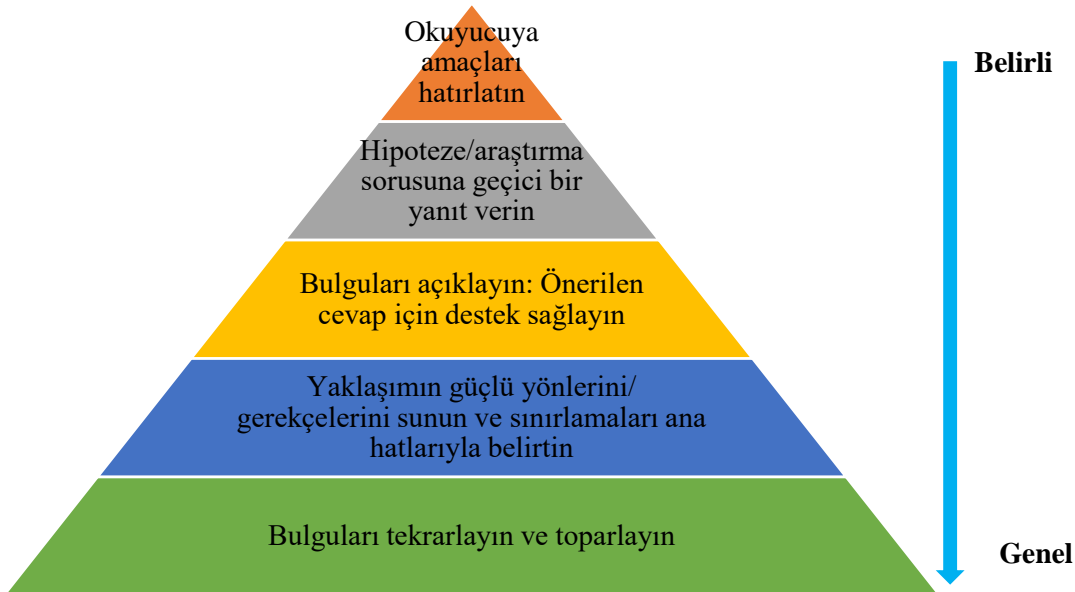 Okuyucuya
amaçları
hatırlatın
Belirli
Hipoteze/araştırma
sorusuna geçici bir
yanıt verin
Bulguları açıklayın: Önerilen
cevap için destek sağlayın
Yaklaşımın güçlü yönlerini/
gerekçelerini sunun ve sınırlamaları ana
hatlarıyla belirtin
Bulguları tekrarlayın ve toparlayın
Genel